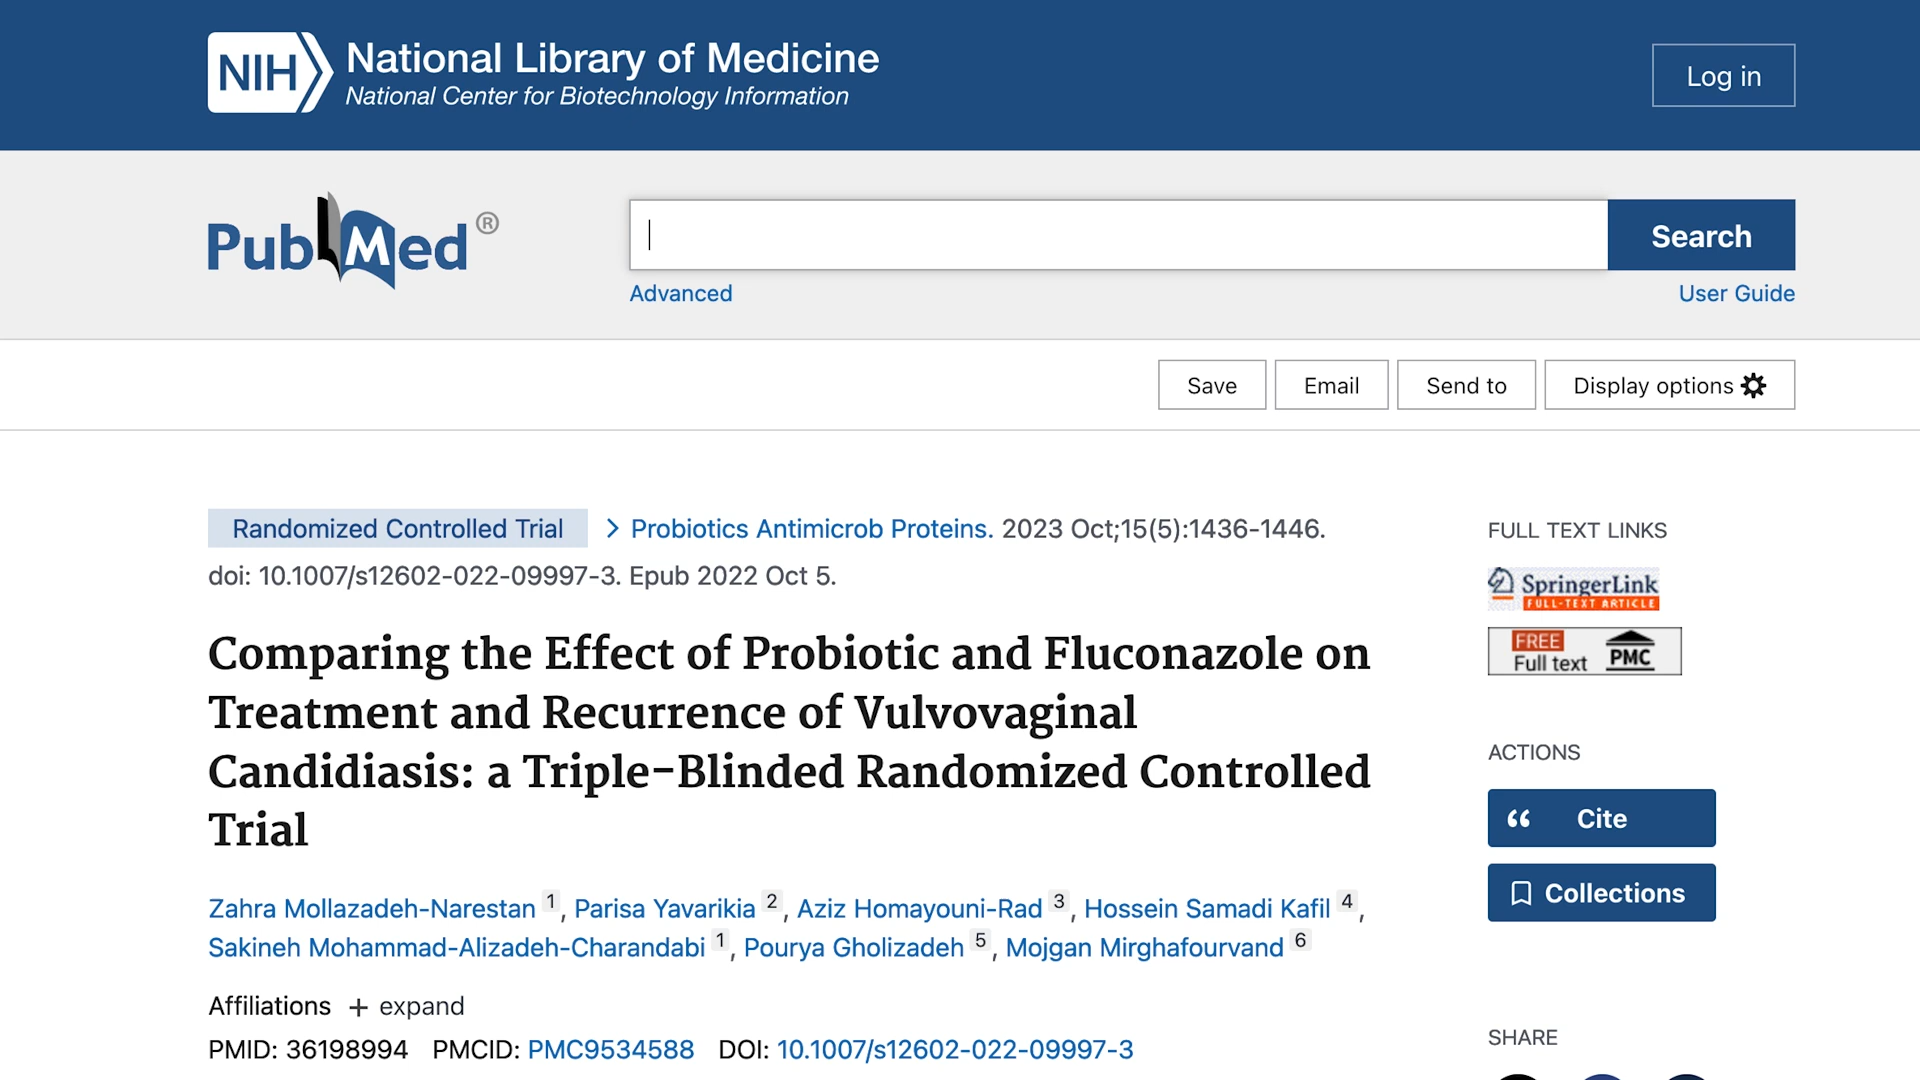 NIH National Library of Medicine
National Center for Biotechnology Information
Log in
PubMed®
Search
Advanced
User Guide
Save
Email
Send to
Display options
Randomized Controlled Trial > Probiotics Antimicrob Proteins. 2023 Oct;15(5):1436-1446.
doi: 10.1007/s12602-022-09997-3. Epub 2022 Oct 5.
Comparing the Effect of Probiotic and Fluconazole on
Treatment and Recurrence of Vulvovaginal
Candidiasis: a Triple-Blinded Randomized Controlled
Trial
Zahra Mollazadeh-Narestan 1, Parisa Yavarikia 2, Aziz Homayouni-Rad 3, Hossein Samadi Kafil 4,
Sakineh Mohammad-Alizadeh-Charandabi 1, Pourya Gholizadeh 5, Mojgan Mirghafourvand 6
Affiliations + expand
PMID: 36198994 PMCID: PMC9534588 DOI: 10.1007/s12602-022-09997-3
FULL TEXT LINKS
SpringerLink
FULL-TEXT ARTICLE
FREE
Full text PMC
ACTIONS
Cite
Collections
SHARE